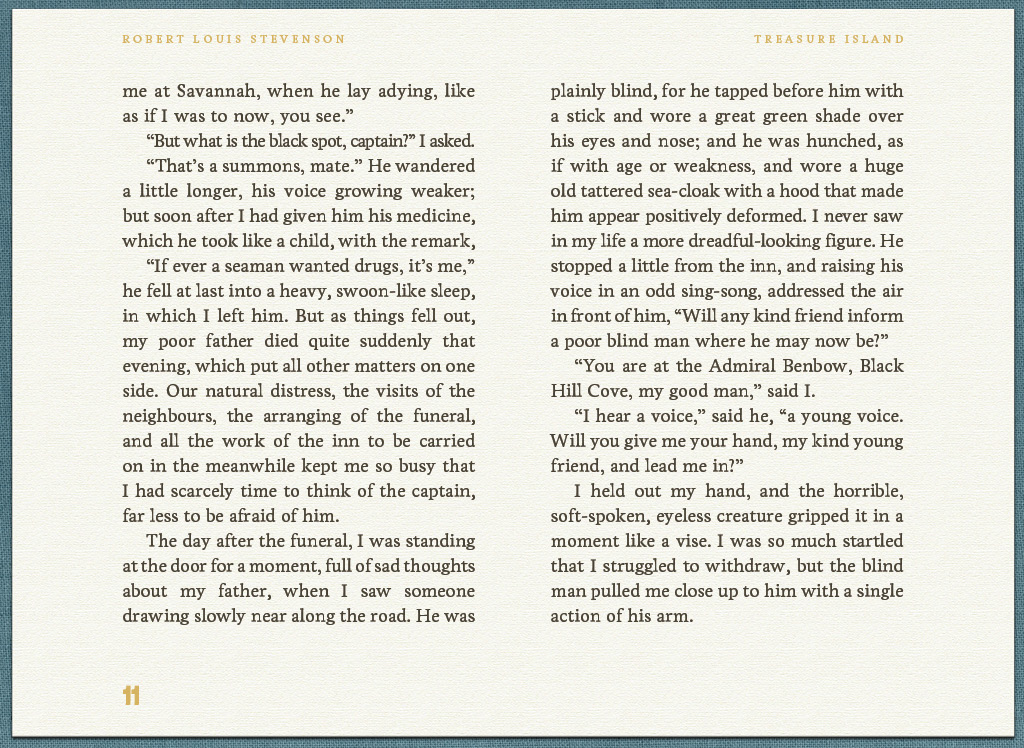 ROBERT LOUIS STEVENSON
TREASURE ISLAND
me at Savannah, when he lay adying, like
as if I was to now, you see.”
“But what is the black spot, captain?” I asked.
“That’s a summons, mate.” He wandered
a little longer, his voice growing weaker;
but soon after I had given him his medicine,
which he took like a child, with the remark,
“If ever a seaman wanted drugs, it’s me,”
he fell at last into a heavy, swoon-like sleep,
in which I left him. But as things fell out,
my poor father died quite suddenly that
evening, which put all other matters on one
side. Our natural distress, the visits of the
neighbours, the arranging of the funeral,
and all the work of the inn to be carried
on in the meanwhile kept me so busy that
I had scarcely time to think of the captain,
far less to be afraid of him.
The day after the funeral, I was standing
at the door for a moment, full of sad thoughts
about my father, when I saw someone
drawing slowly near along the road. He was
plainly blind, for he tapped before him with
a stick and wore a great green shade over
his eyes and nose; and he was hunched, as
if with age or weakness, and wore a huge
old tattered sea-cloak with a hood that made
him appear positively deformed. I never saw
in my life a more dreadful-looking figure. He
stopped a little from the inn, and raising his
voice in an odd sing-song, addressed the air
in front of him, “Will any kind friend inform
a poor blind man where he may now be?”
“You are at the Admiral Benbow, Black
Hill Cove, my good man,” said I.
“I hear a voice,” said he, “a young voice.
Will you give me your hand, my kind young
friend, and lead me in?”
I held out my hand, and the horrible,
soft-spoken, eyeless creature gripped it in a
moment like a vise. I was so much startled
that I struggled to withdraw, but the blind
man pulled me close up to him with a single
action of his arm.
11